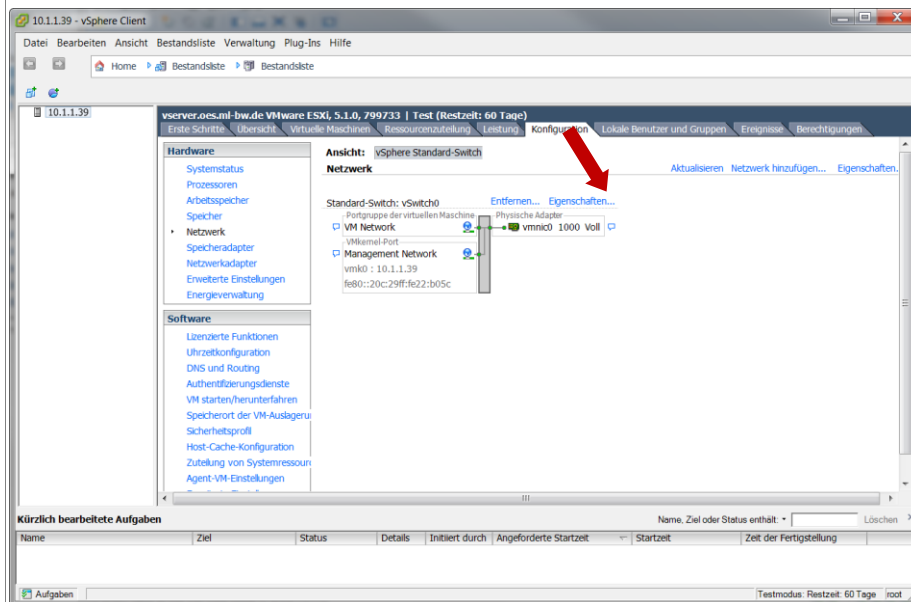 10.1.1.39 - vSphere Client
Datei Bearbeiten Ansicht Bestandsliste Verwaltung Plug-Ins Hilfe
Home Bestandsliste Bestandsliste
10.1.1.39
vserver.oes.ml-bw.de VMware ESXi, 5.1.0, 799733 | Test (Restzeit: 60 Tage)
Erste Schritte Übersicht Virtuelle Maschinen Ressourcenzuteilung Leistung Konfiguration Lokale Benutzer und Gruppen Ereignisse Berechtigungen
Hardware
Systemstatus
Prozessoren
Arbeitsspeicher
Speicher
Netzwerk
Speicheradapter
Netzwerkadapter
Erweiterte Einstellungen
Energieverwaltung
Software
Lizenzierte Funktionen
Uhrzeitkonfiguration
DNS und Routing
Authentifizierungsdienste
VM starten/herunterfahren
Speicherort der VM-Auslageru
Sicherheitsprofil
Host-Cache-Konfiguration
Zuteilung von Systemressour
Agent-VM-Einstellungen
Ansicht: vSphere Standard-Switch
Netzwerk Aktualisieren Netzwerk hinzufügen... Eigenschaften.
Standard-Switch: vSwitch0 Entfernen... Eigenschaften...
Portgruppe der virtuellen Maschine Physische Adapter
VM Network vmnic0 1000 Voll
VMkernel-Port
Management Network
vmk0 : 10.1.1.39
fe80::20c:29ff:fe22:b05c
Kürzlich bearbeitete Aufgaben Name, Ziel oder Status enthält: Löschen
Name Ziel Status Details Initiiert durch Angeforderte Startzeit Startzeit Zeit der Fertigstellung
Aufgaben Testmodus: Restzeit: 60 Tage root